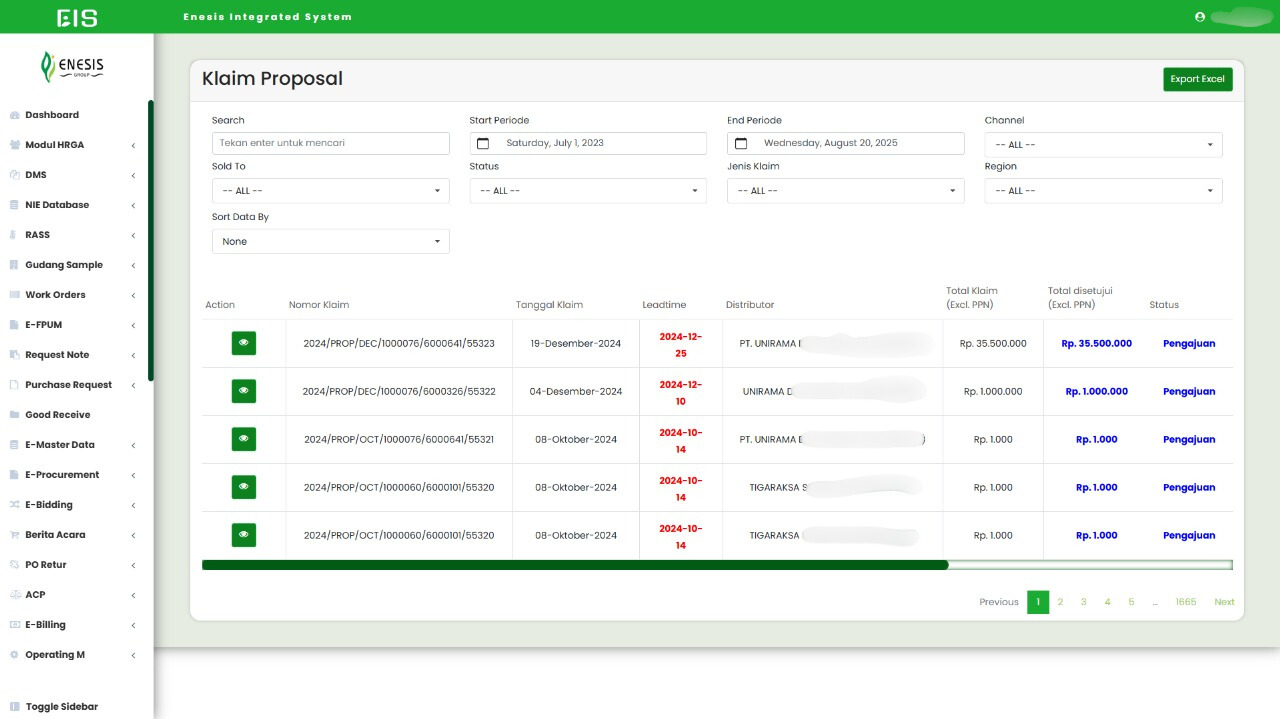 EIS
Enesis Integrated System
ENESIS
GROUP
Dashboard
Modul HRGA
DMS
NIE Database
RASS
Gudang Sample
Work Orders
E-FPUM
Request Note
Purchase Request
Good Receive
E-Master Data
E-Procurement
E-Bidding
Berita Acara
PO Retur
ACP
E-Billing
Operating M
Toggle Sidebar
Klaim Proposal
Export Excel
Search Start Periode End Periode Channel
Tekan enter untuk mencari Saturday, July 1, 2023 Wednesday, August 20, 2025 -- ALL --
Sold To Status Jenis Klaim Region
-- ALL -- -- ALL -- -- ALL -- -- ALL --
Sort Data By
None
Action Nomor Klaim Tanggal Klaim Leadtime Distributor Total Klaim (Excl. PPN) Total disetujui (Excl. PPN) Status
2024/PROP/DEC/1000076/6000641/55323 19-Desember-2024 2024-12-25 PT. UNIRAMA Rp. 35.500.000 Rp. 35.500.000 Pengajuan
2024/PROP/DEC/1000076/6000326/55322 04-Desember-2024 2024-12-10 UNIRAMA Rp. 1.000.000 Rp. 1.000.000 Pengajuan
2024/PROP/OCT/1000076/6000641/55321 08-Oktober-2024 2024-10-14 PT. UNIRAMA ) Rp. 1.000 Rp. 1.000 Pengajuan
2024/PROP/OCT/1000060/6000101/55320 08-Oktober-2024 2024-10-14 TIGARAKSA Rp. 1.000 Rp. 1.000 Pengajuan
2024/PROP/OCT/1000060/6000101/55320 08-Oktober-2024 2024-10-14 TIGARAKSA Rp. 1.000 Rp. 1.000 Pengajuan
Previous 1 2 3 4 5 ... 1665 Next